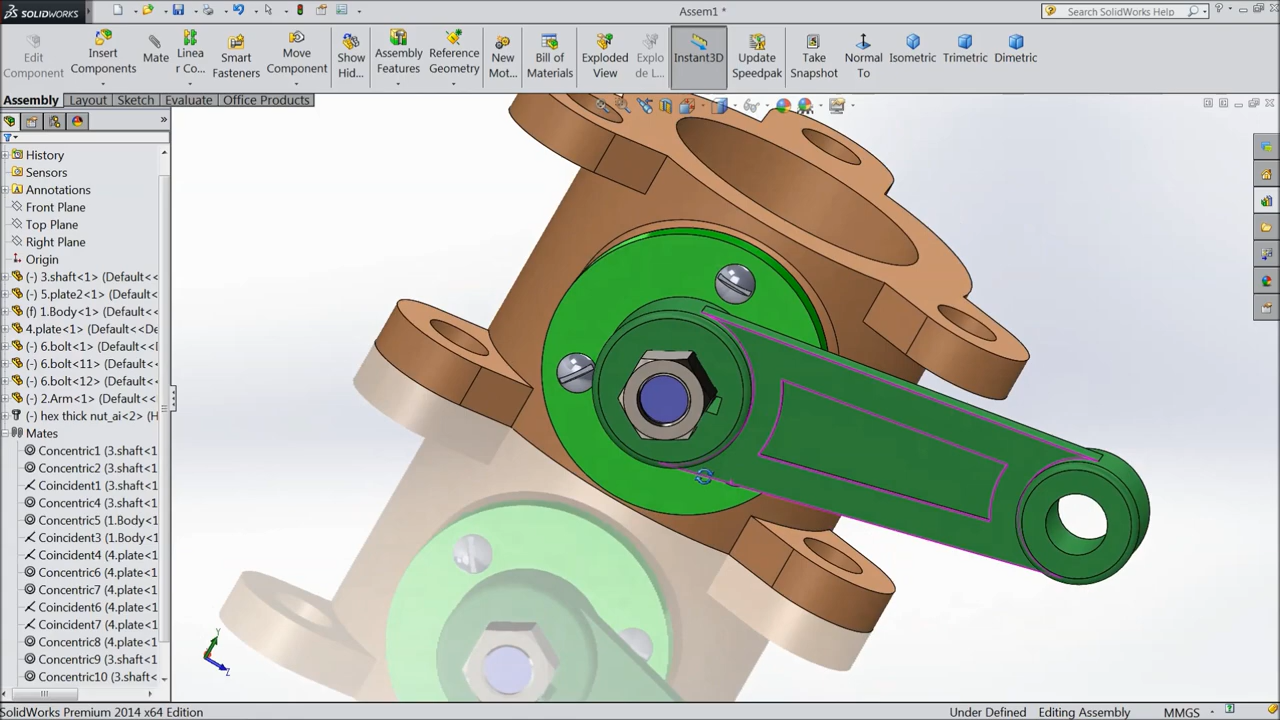 SOLIDWORKS
Assem1 *
Search SolidWorks Help
Edit Component
Insert Components
Mate
Linea r Co...
Smart Fasteners
Move Component
Show Hid...
Assembly Features
Reference Geometry
New Mot...
Bill of Materials
Exploded View
Explo de L...
Instant3D
Update Speedpak
Take Snapshot
Normal To
Isometric
Trimetric
Dimetric
Assembly
Layout
Sketch
Evaluate
Office Products
History
Sensors
Annotations
Front Plane
Top Plane
Right Plane
Origin
(-) 3.shaft<1> (Default<<
(-) 5.plate2<1> (Default<
(f) 1.Body<1> (Default<<
4.plate<1> (Default<<De
(-) 6.bolt<1> (Default<<
(-) 6.bolt<11> (Default<
(-) 6.bolt<12> (Default<
(-) 2.Arm<1> (Default<<
(-) hex thick nut_ai<2> (H
Mates
Concentric1 (3.shaft<1
Concentric2 (3.shaft<1
Coincident1 (3.shaft<1
Concentric4 (3.shaft<1
Concentric5 (1.Body<1
Coincident3 (1.Body<1
Coincident4 (4.plate<1
Concentric6 (4.plate<1
Concentric7 (4.plate<1
Coincident6 (4.plate<1
Coincident7 (4.plate<1
Concentric8 (4.plate<1
Concentric9 (3.shaft<1
Concentric10 (3.shaft<
Y
Z
SolidWorks Premium 2014 x64 Edition
Under Defined
Editing Assembly
MMGS